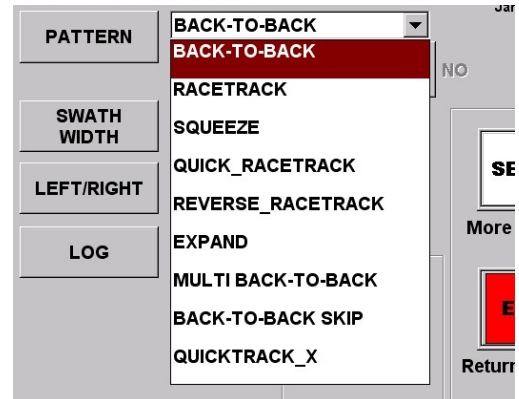 PATTERN
BACK-TO-BACK
BACK-TO-BACK
RACETRACK
SQUEEZE
QUICK_RACETRACK
REVERSE_RACETRACK
EXPAND
MULTI BACK-TO-BACK
BACK-TO-BACK SKIP
QUICKTRACK_X
SWATH
WIDTH
LEFT/RIGHT
LOG
NO
More
Return